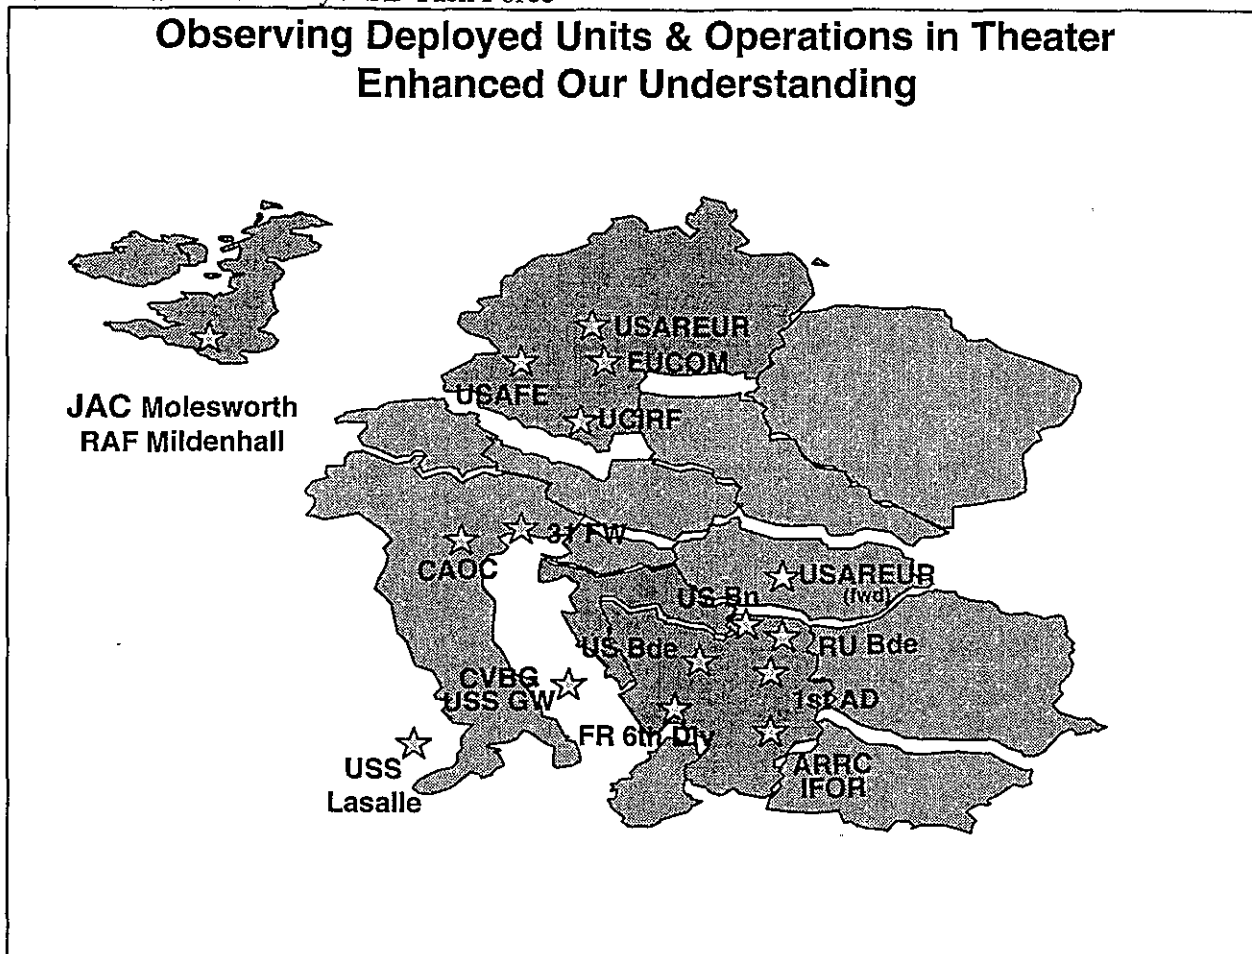 Task Force
Observing Deployed Units & Operations in Theater
Enhanced Our Understanding
USAREUR
EUCOM
USAFE
UCIRF
JAC Molesworth
RAF Mildenhall
31 FW
CAOC
USAREUR
(fwd)
US Bn
RU Bde
US Bde
CVBG
USS GW
1st AD
FR 6th Div
ARRC
IFOR
USS
Lasalle